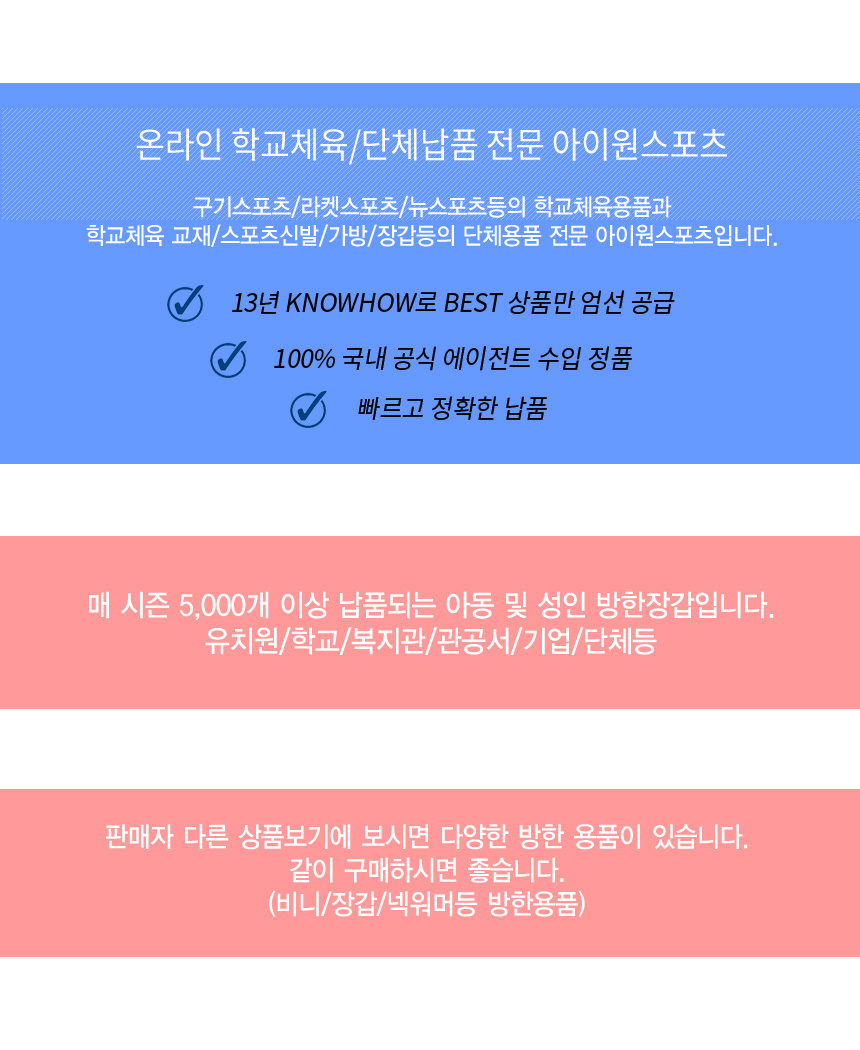 온라인 학교체육/단체납품 전문 아이원스포츠
구기스포츠/라켓스포츠/뉴스포츠등의 학교체육용품과
학교체육 교재/스포츠신발/가방/장갑등의 단체용품 전문 아이원스포츠입니다.
13년 KNOWHOW로 BEST 상품만 엄선 공급
100% 국내 공식 에이전트 수입 정품
빠르고 정확한 납품
매 시즌 5,000개 이상 납품되는 아동 및 성인 방한장갑입니다.
유치원/학교/복지관/관공서/기업/단체등
판매자 다른 상품보기에 보시면 다양한 방한 용품이 있습니다.
같이 구매하시면 좋습니다.
(비니/장갑/넥워머등 방한용품)